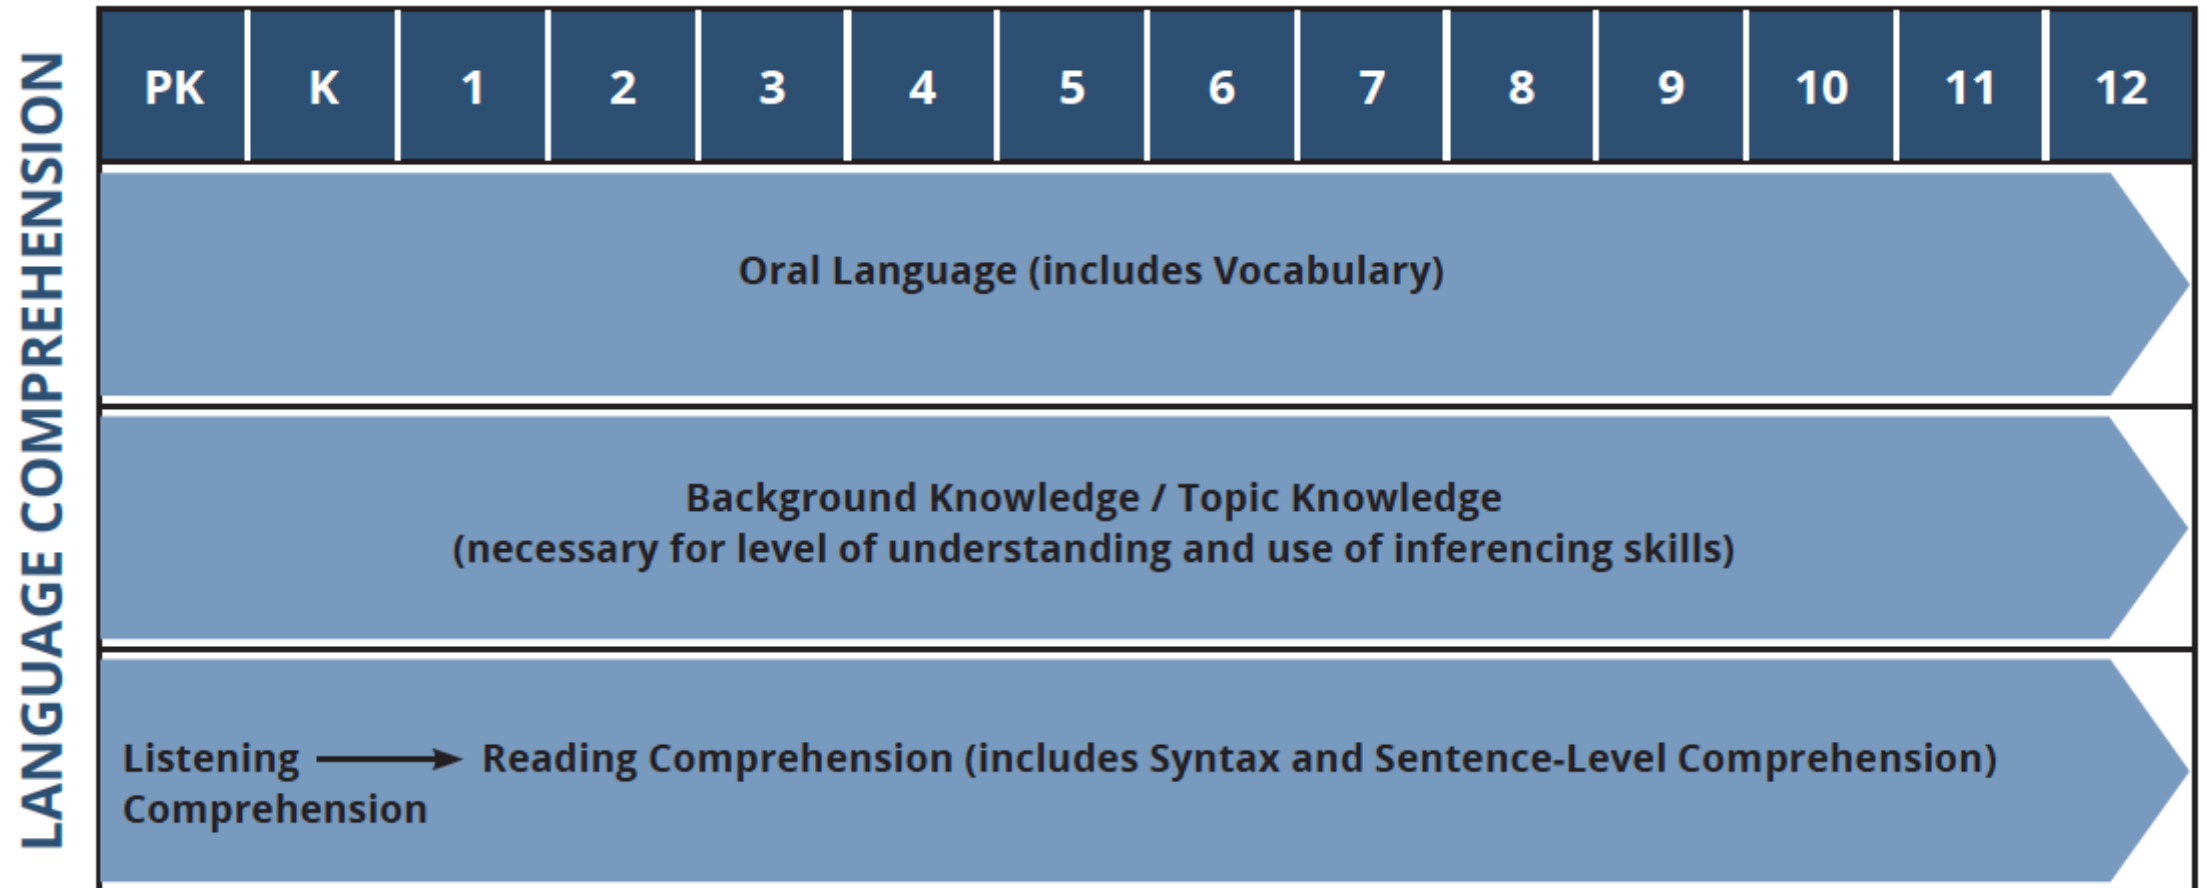 LANGUAGE COMPREHENSION
PK K 1 2 3 4 5 6 7 8 9 10 11 12
Oral Language (includes Vocabulary)
Background Knowledge / Topic Knowledge
(necessary for level of understanding and use of inferencing skills)
Listening → Reading Comprehension (includes Syntax and Sentence-Level Comprehension)
Comprehension